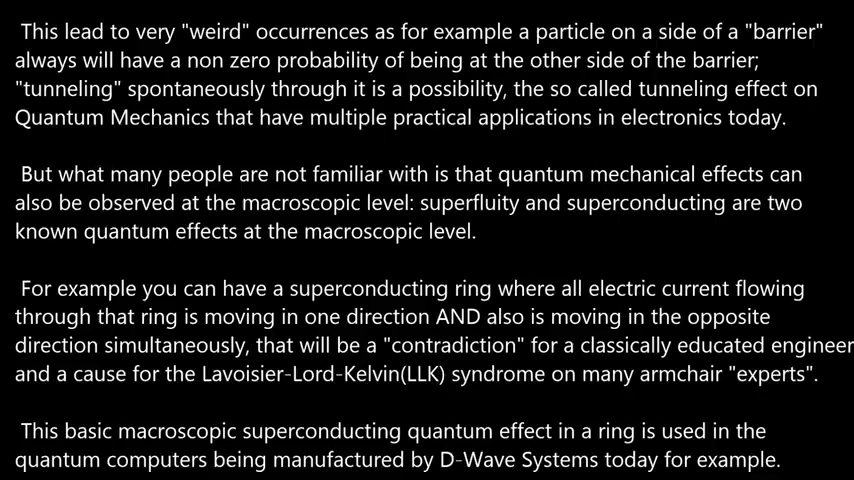 This lead to very "weird" occurrences as for example a particle on a side of a "barrier"
always will have a non zero probability of being at the other side of the barrier;
"tunneling" spontaneously through it is a possibility, the so called tunneling effect on
Quantum Mechanics that have multiple practical applications in electronics today.
But what many people are not familiar with is that quantum mechanical effects can
also be observed at the macroscopic level: superfluity and superconducting are two
known quantum effects at the macroscopic level.
For example you can have a superconducting ring where all electric current flowing
through that ring is moving in one direction AND also is moving in the opposite
direction simultaneously, that will be a "contradiction" for a classically educated engineer
and a cause for the Lavoisier-Lord-Kelvin(LLK) syndrome on many armchair "experts".
This basic macroscopic superconducting quantum effect in a ring is used in the
quantum computers being manufactured by D-Wave Systems today for example.